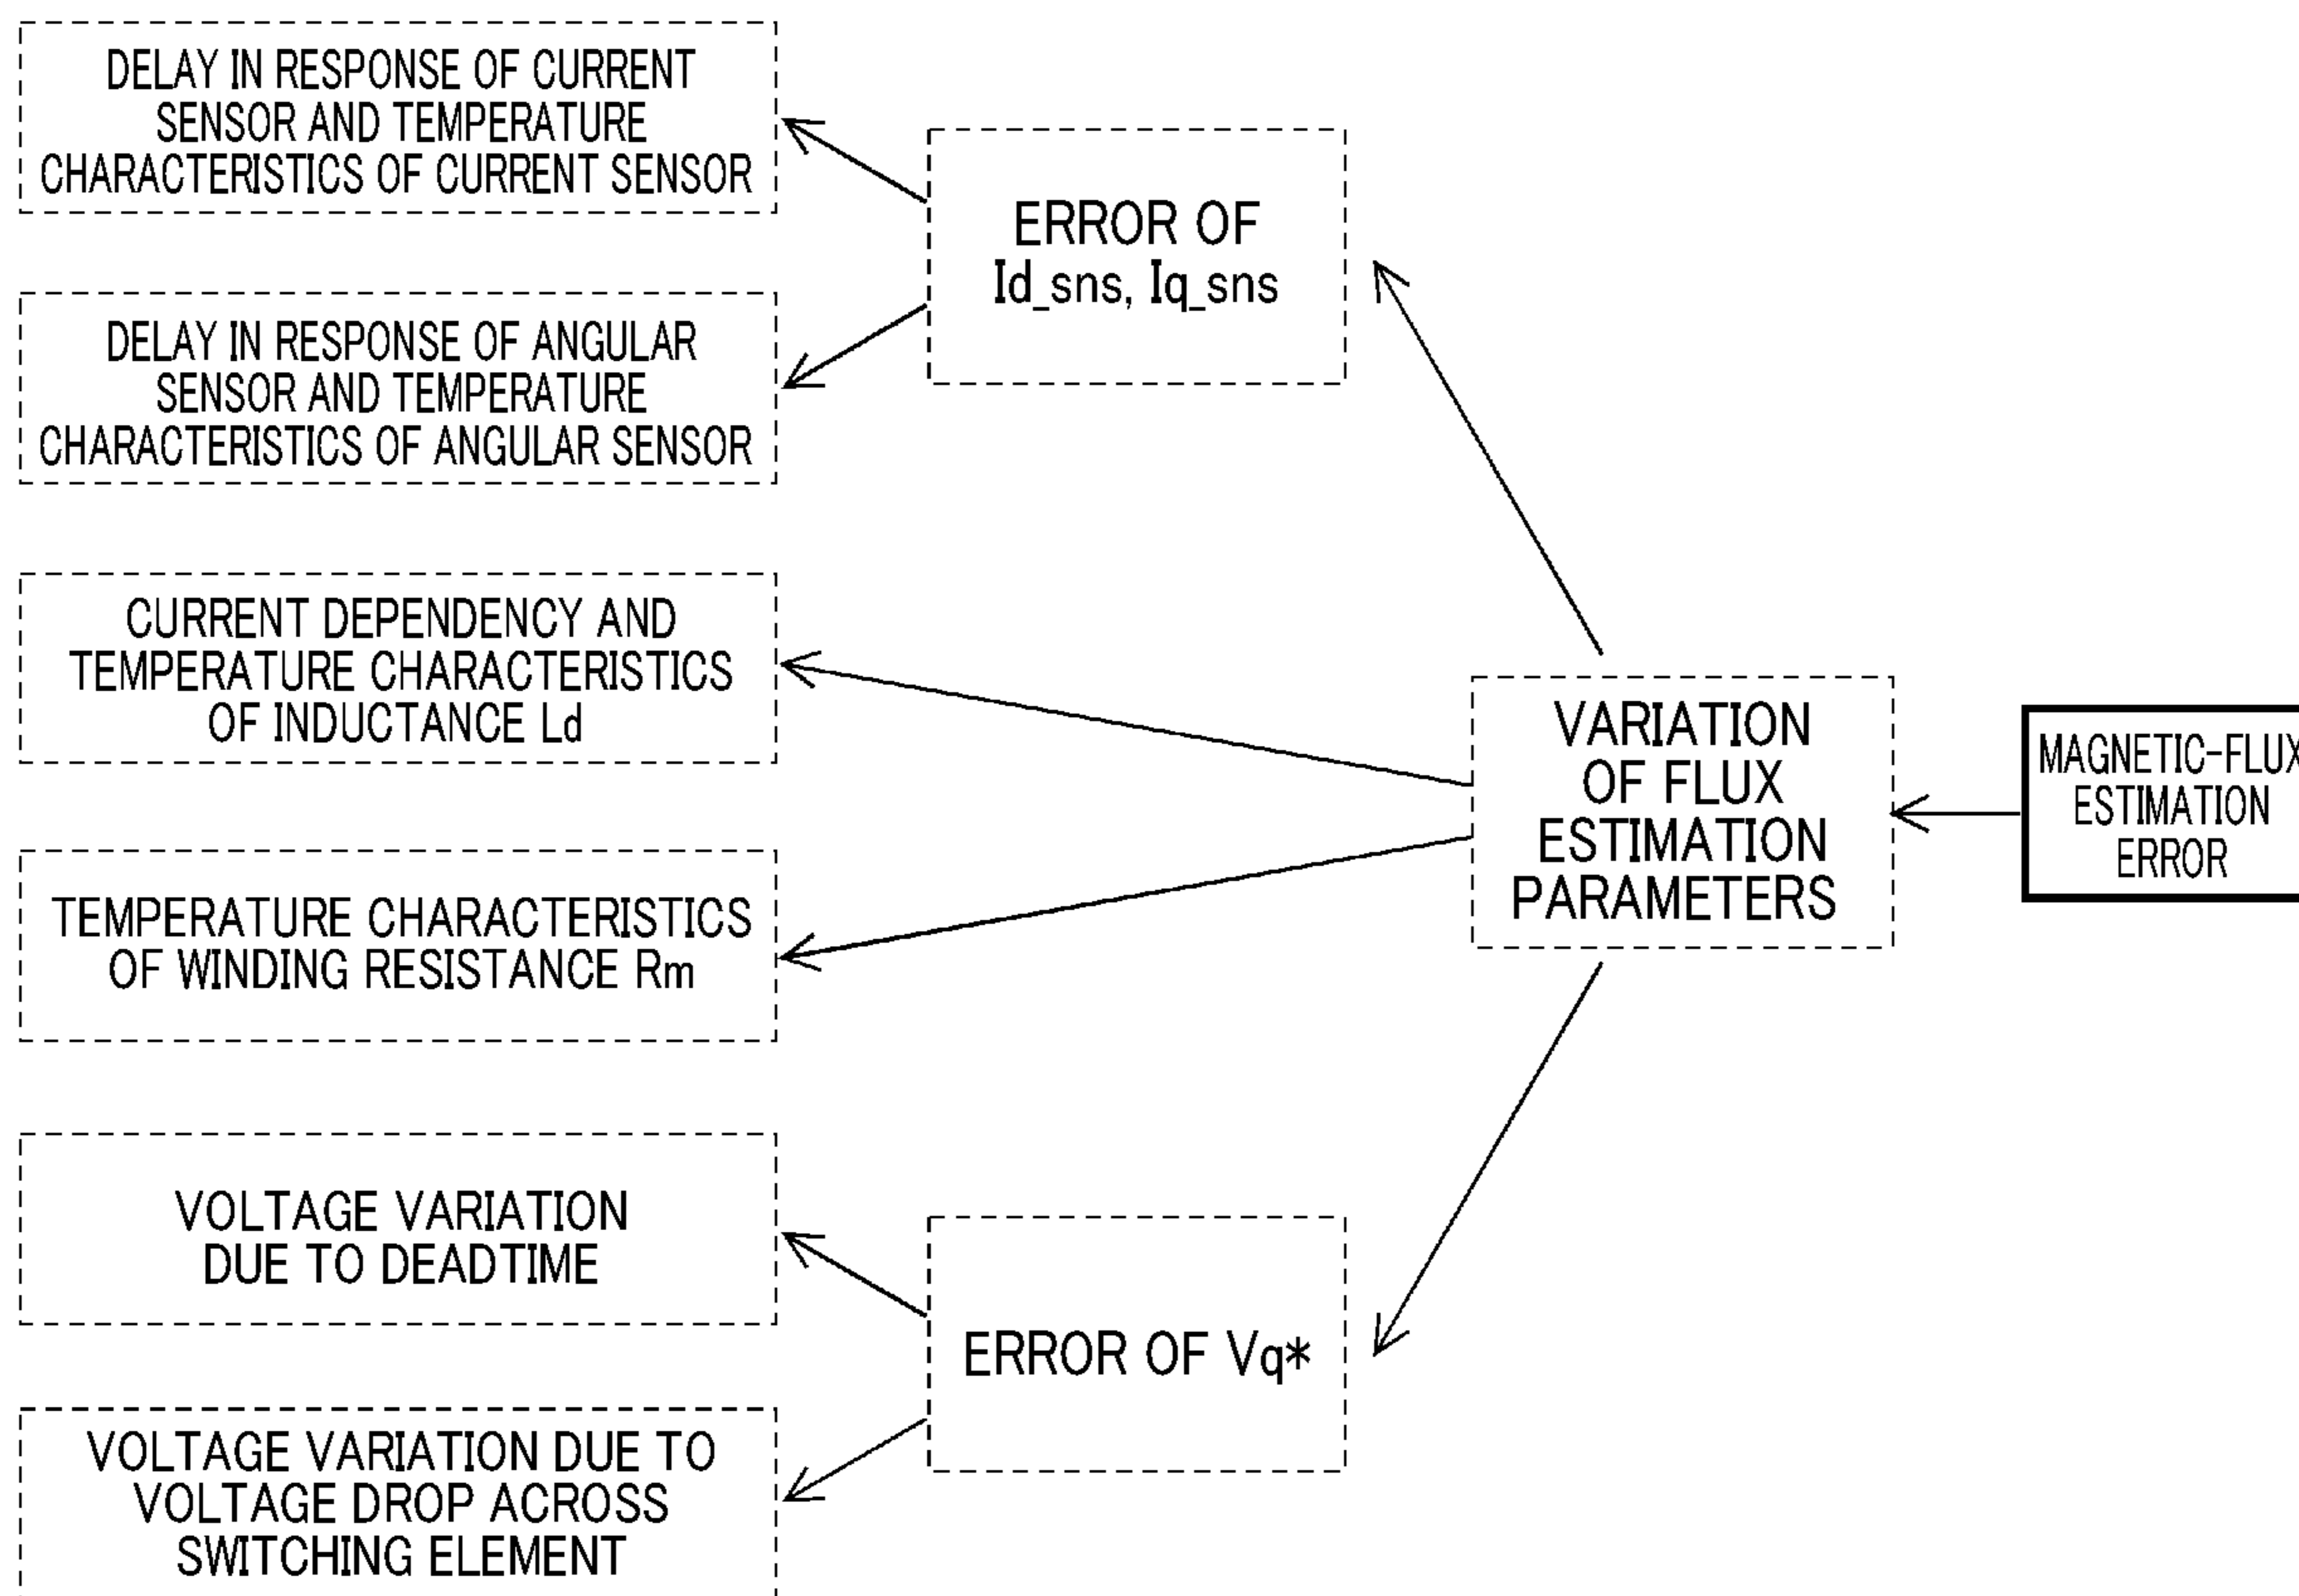 DELAY IN RESPONSE OF CURRENT
SENSOR AND TEMPERATURE
CHARACTERISTICS OF CURRENT SENSOR
DELAY IN RESPONSE OF ANGULAR
SENSOR AND TEMPERATURE
CHARACTERISTICS OF ANGULAR SENSOR
CURRENT DEPENDENCY AND
TEMPERATURE CHARACTERISTICS
OF INDUCTANCE Ld
TEMPERATURE CHARACTERISTICS
OF WINDING RESISTANCE Rm
VOLTAGE VARIATION
DUE TO DEADTIME
VOLTAGE VARIATION DUE TO
VOLTAGE DROP ACROSS
SWITCHING ELEMENT
ERROR OF
Id_sns, Iq_sns
ERROR OF Vq*
VARIATION
OF FLUX
ESTIMATION
PARAMETERS
MAGNETIC-FLUX
ESTIMATION
ERROR